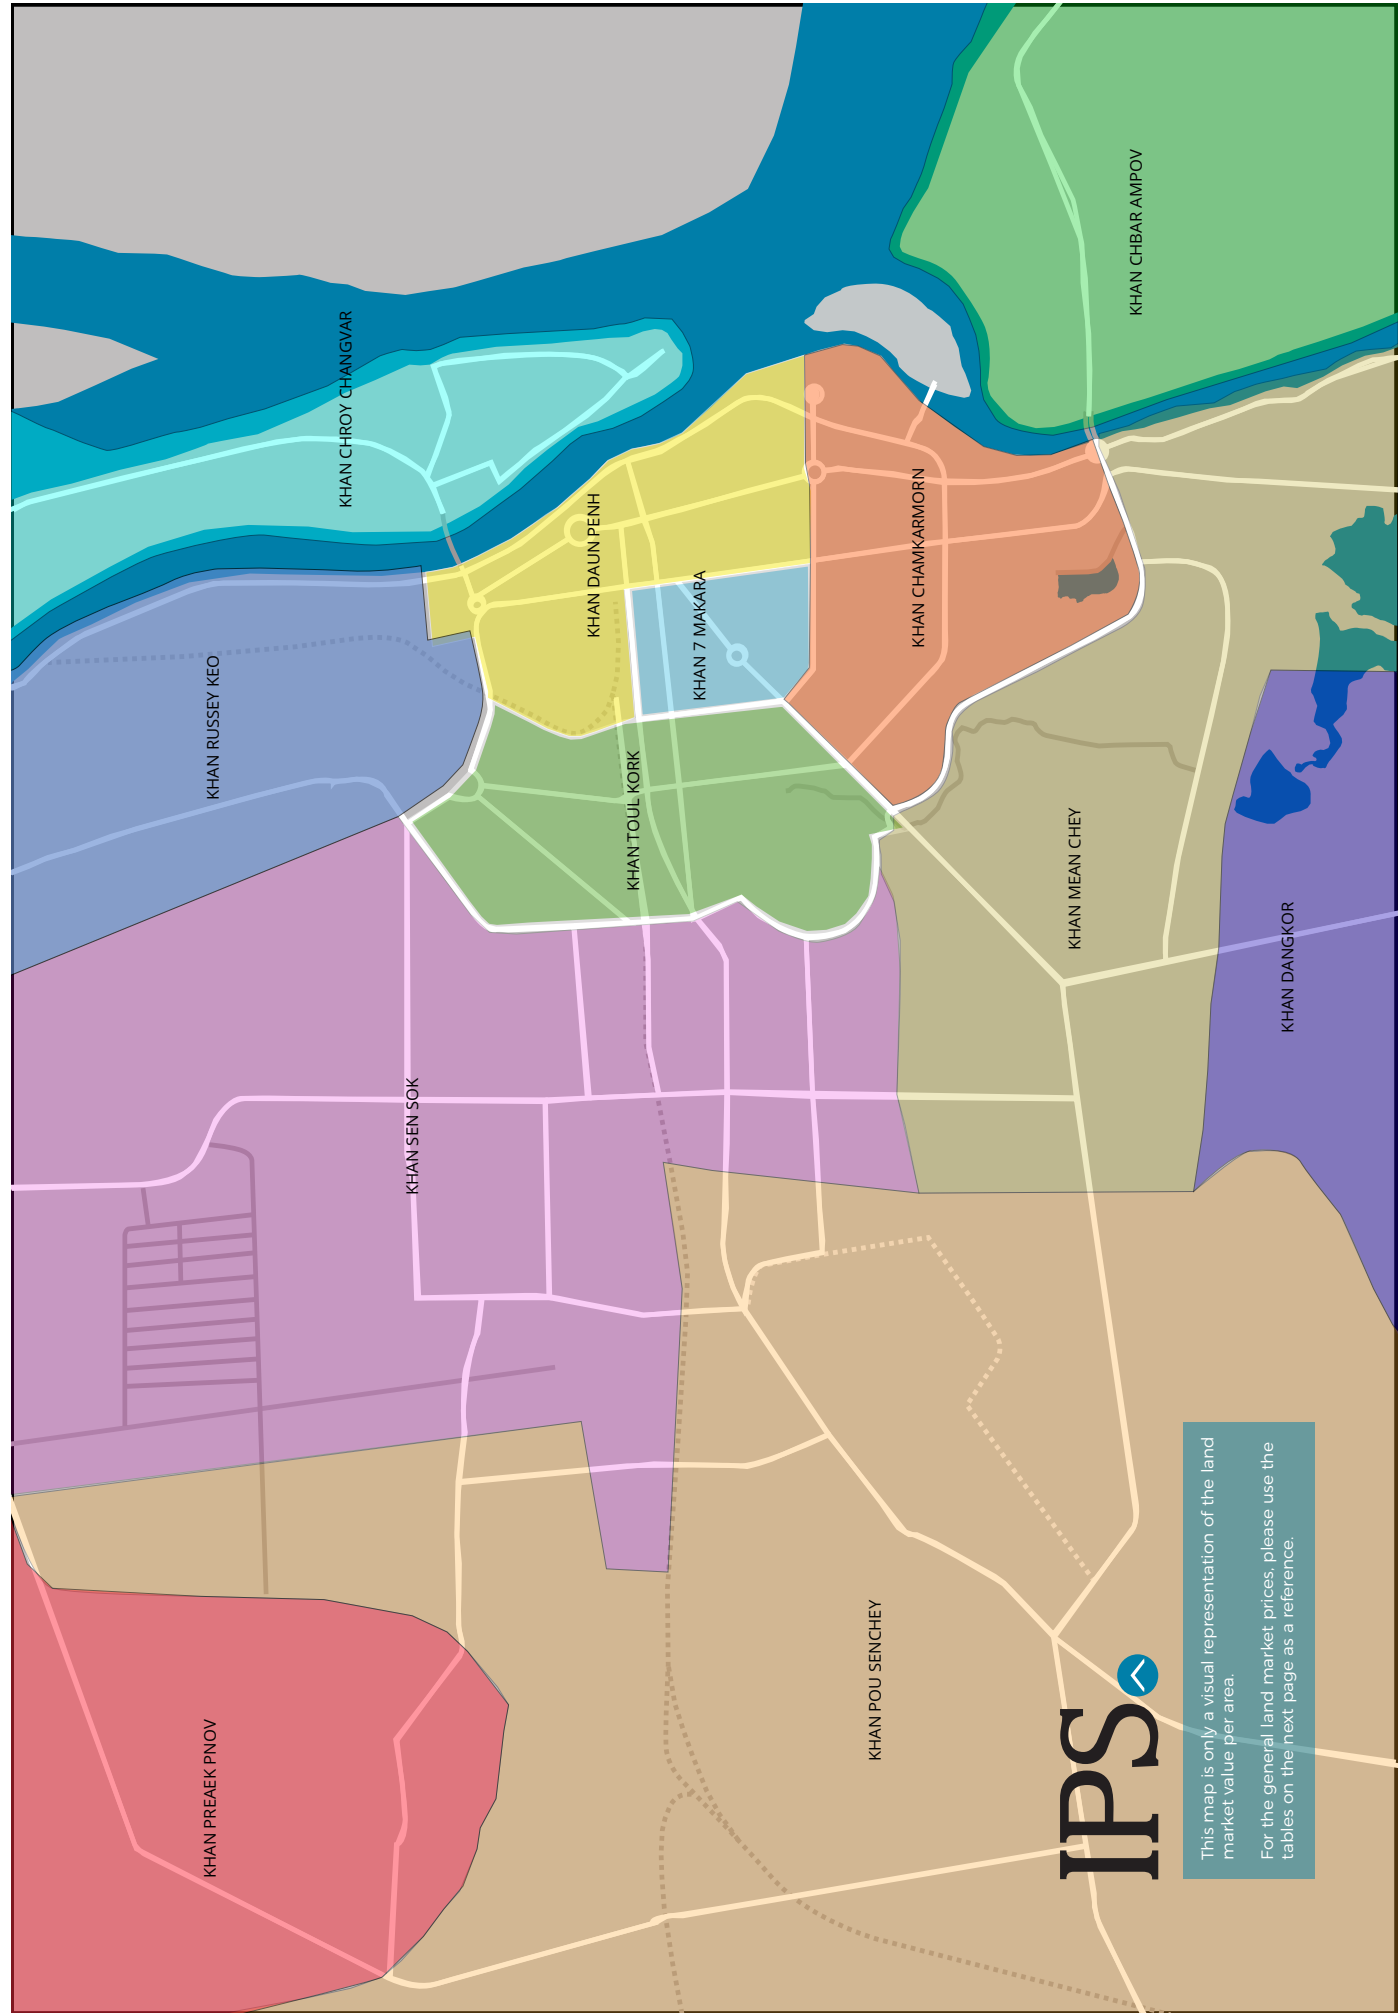 KHAN PREAEK PNOV
KHAN RUSSEY KEO
KHAN CHROY CHANGVAR
KHAN SEN SOK
KHAN DAUN PENH
KHAN TOUL KORK
KHAN 7 MAKARA
KHAN POU SENCHEY
KHAN CHAMKARMORN
KHAN MEAN CHEY
KHAN CHBAR AMPOV
KHAN DANGKOR
IPS
This map is only a visual representation of the land
market value per area.
For the general land market prices, please use the
tables on the next page as a reference.